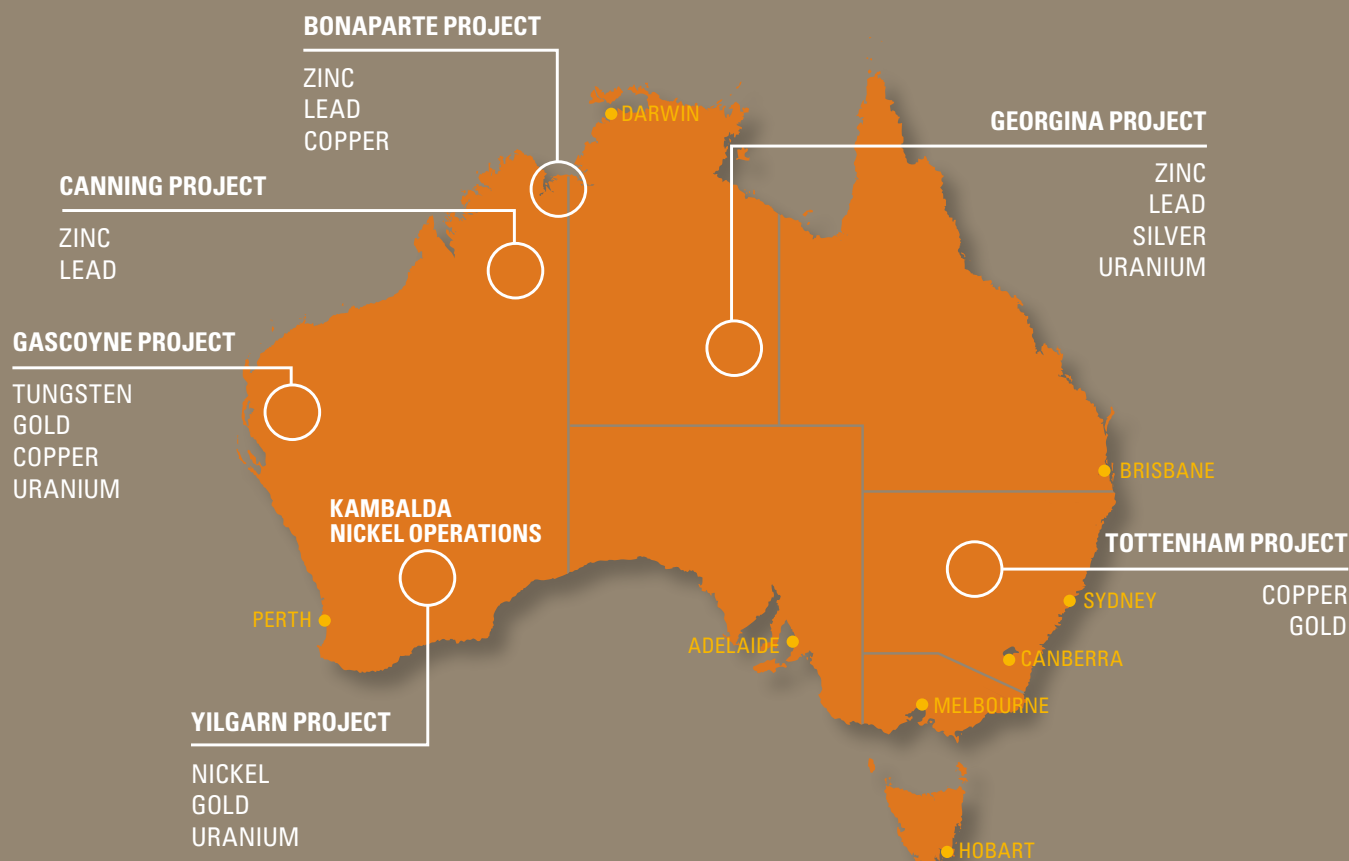 BONAPARTE PROJECT
ZINC
LEAD
COPPER
DARWIN
GEORGINA PROJECT
ZINC
LEAD
SILVER
URANIUM
CANNING PROJECT
ZINC
LEAD
GASCOYNE PROJECT
TUNGSTEN
GOLD
COPPER
URANIUM
BRISBANE
KAMBALDA
NICKEL OPERATIONS
TOTTENHAM PROJECT
COPPER
GOLD
SYDNEY
PERTH
ADELAIDE
CANBERRA
MELBOURNE
YILGARN PROJECT
NICKEL
GOLD
URANIUM
HOBART